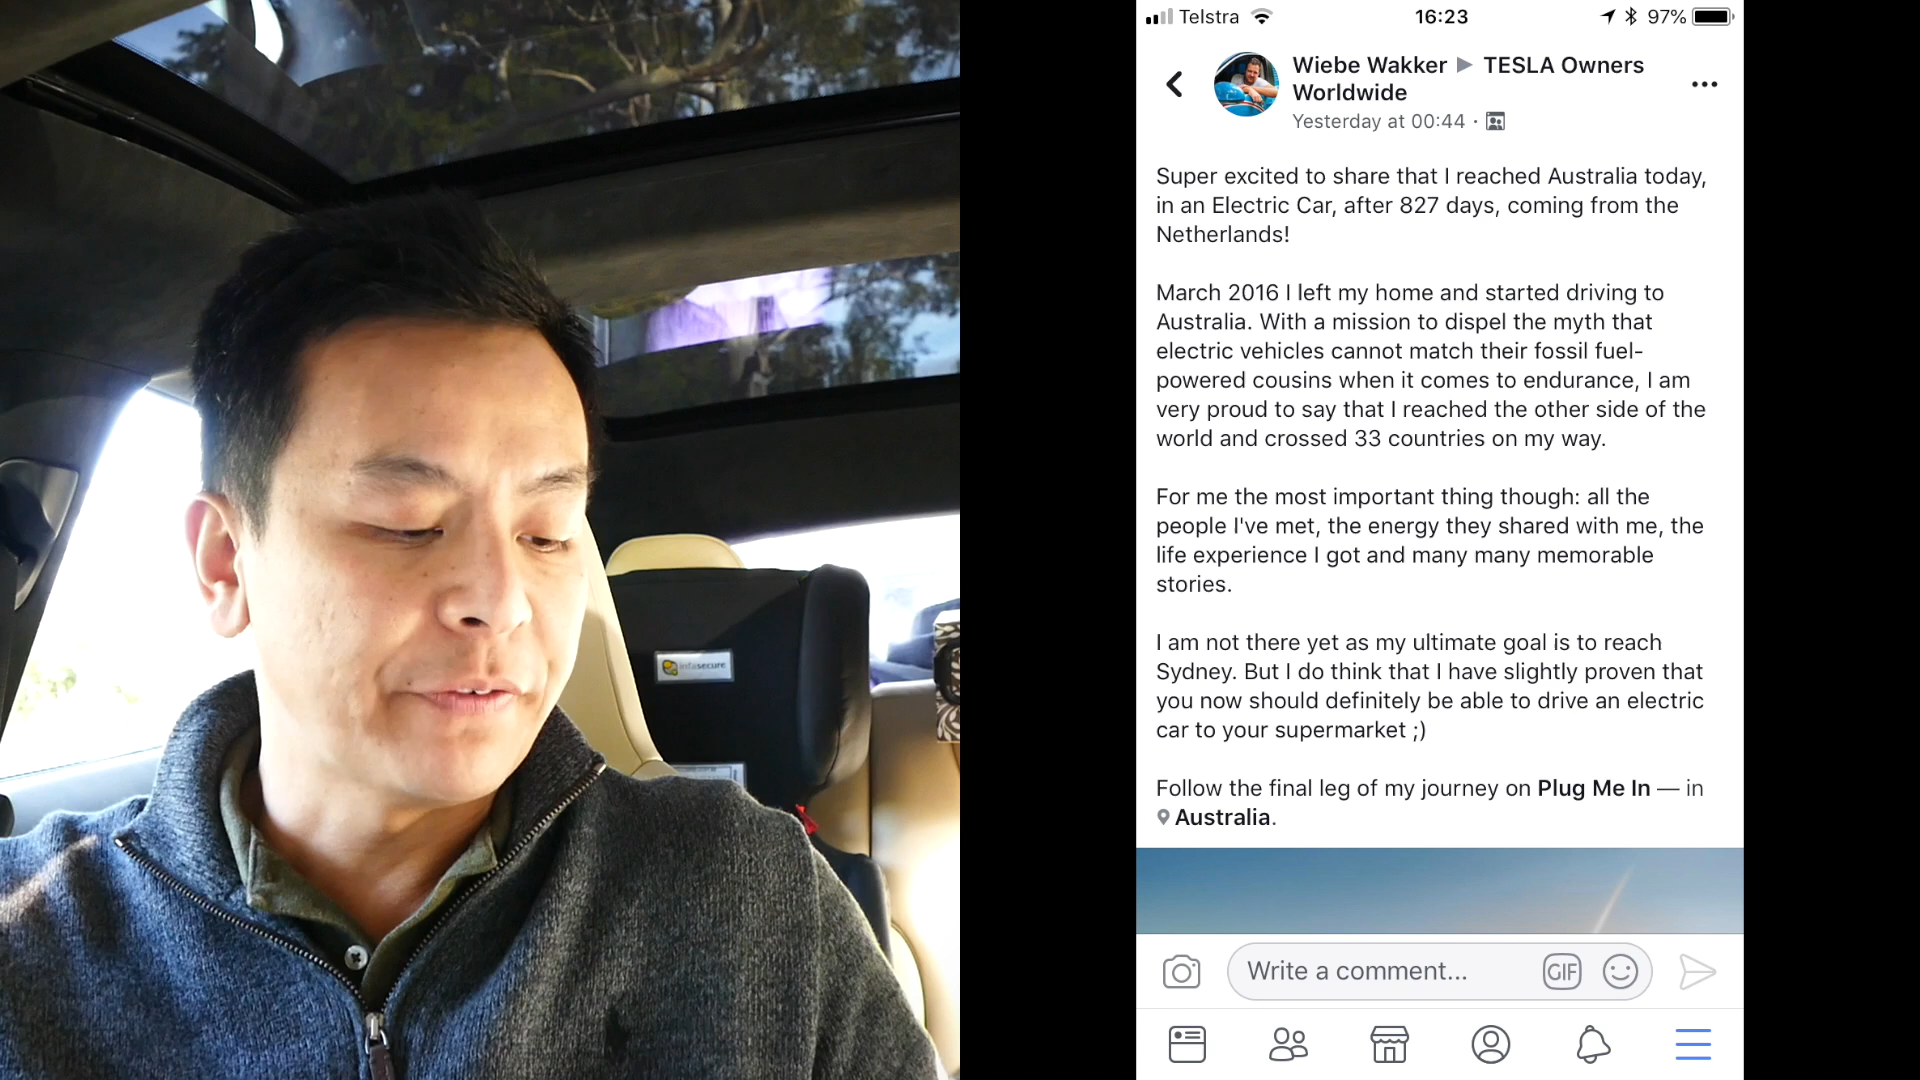 infasecure
Telstra 16:23 97%
Wiebe Wakker ▶ TESLA Owners
Worldwide
Yesterday at 00:44 ·
Super excited to share that I reached Australia today,
in an Electric Car, after 827 days, coming from the
Netherlands!
March 2016 I left my home and started driving to
Australia. With a mission to dispel the myth that
electric vehicles cannot match their fossil fuel-
powered cousins when it comes to endurance, I am
very proud to say that I reached the other side of the
world and crossed 33 countries on my way.
For me the most important thing though: all the
people I've met, the energy they shared with me, the
life experience I got and many many memorable
stories.
I am not there yet as my ultimate goal is to reach
Sydney. But I do think that I have slightly proven that
you now should definitely be able to drive an electric
car to your supermarket ;)
Follow the final leg of my journey on Plug Me In — in
Australia.
Write a comment... GIF